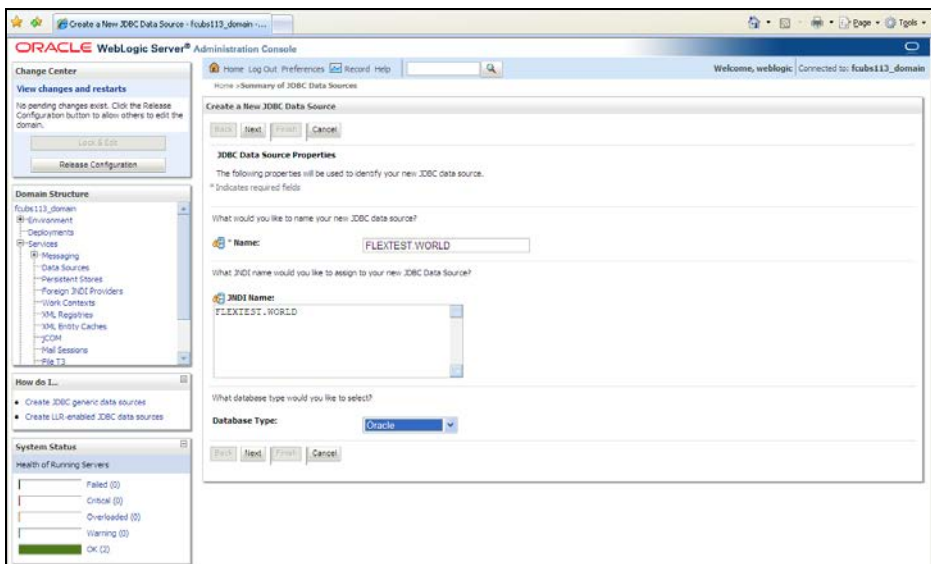 Create a New JDBC Data Source - fcubs113_domain -...
Page
Tools
ORACLE WebLogic Server® Administration Console
Change Center
View changes and restarts
No pending changes exist. Click the Release
Configuration button to allow others to edit the
domain.
Lock & Edit
Release Configuration
Domain Structure
fcubs113_domain
Environment
Deployments
Services
Messaging
Data Sources
Persistent Stores
Foreign JNDI Providers
Work Contexts
XML Registries
XML Entity Caches
jCOM
Mail Sessions
File T3
How do I...
Create JDBC generic data sources
Create LLR-enabled JDBC data sources
System Status
Health of Running Servers
Failed (0)
Critical (0)
Overloaded (0)
Warning (0)
OK (2)
Home Log Out Preferences Record Help
Welcome, weblogic Connected to: fcubs113_domain
Home >Summary of JDBC Data Sources
Create a New JDBC Data Source
Back Next Finish Cancel
JDBC Data Source Properties
The following properties will be used to identify your new JDBC data source.
* Indicates required fields
What would you like to name your new JDBC data source?
* Name: FLEXTEST.WORLD
What JNDI name would you like to assign to your new JDBC Data Source?
JNDI Name:
FLEXTEST.WORLD
What database type would you like to select?
Database Type: Oracle
Back Next Finish Cancel